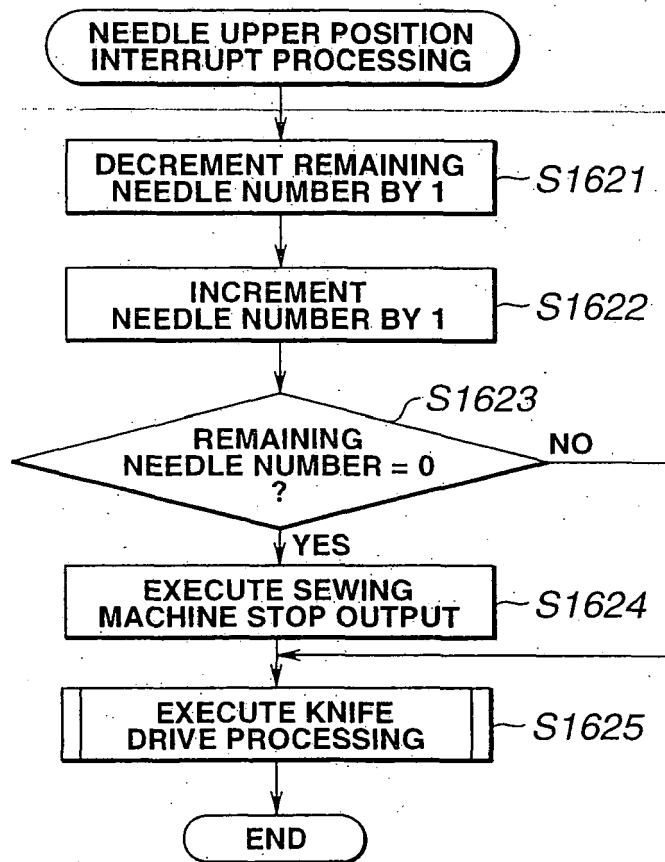 NEEDLE UPPER POSITION
INTERRUPT PROCESSING
DECREMENT REMAINING
NEEDLE NUMBER BY 1
S1621
INCREMENT
NEEDLE NUMBER BY 1
S1622
S1623
REMAINING
NEEDLE NUMBER = 0
?
NO
YES
EXECUTE SEWING
MACHINE STOP OUTPUT
S1624
EXECUTE KNIFE
DRIVE PROCESSING
S1625
END